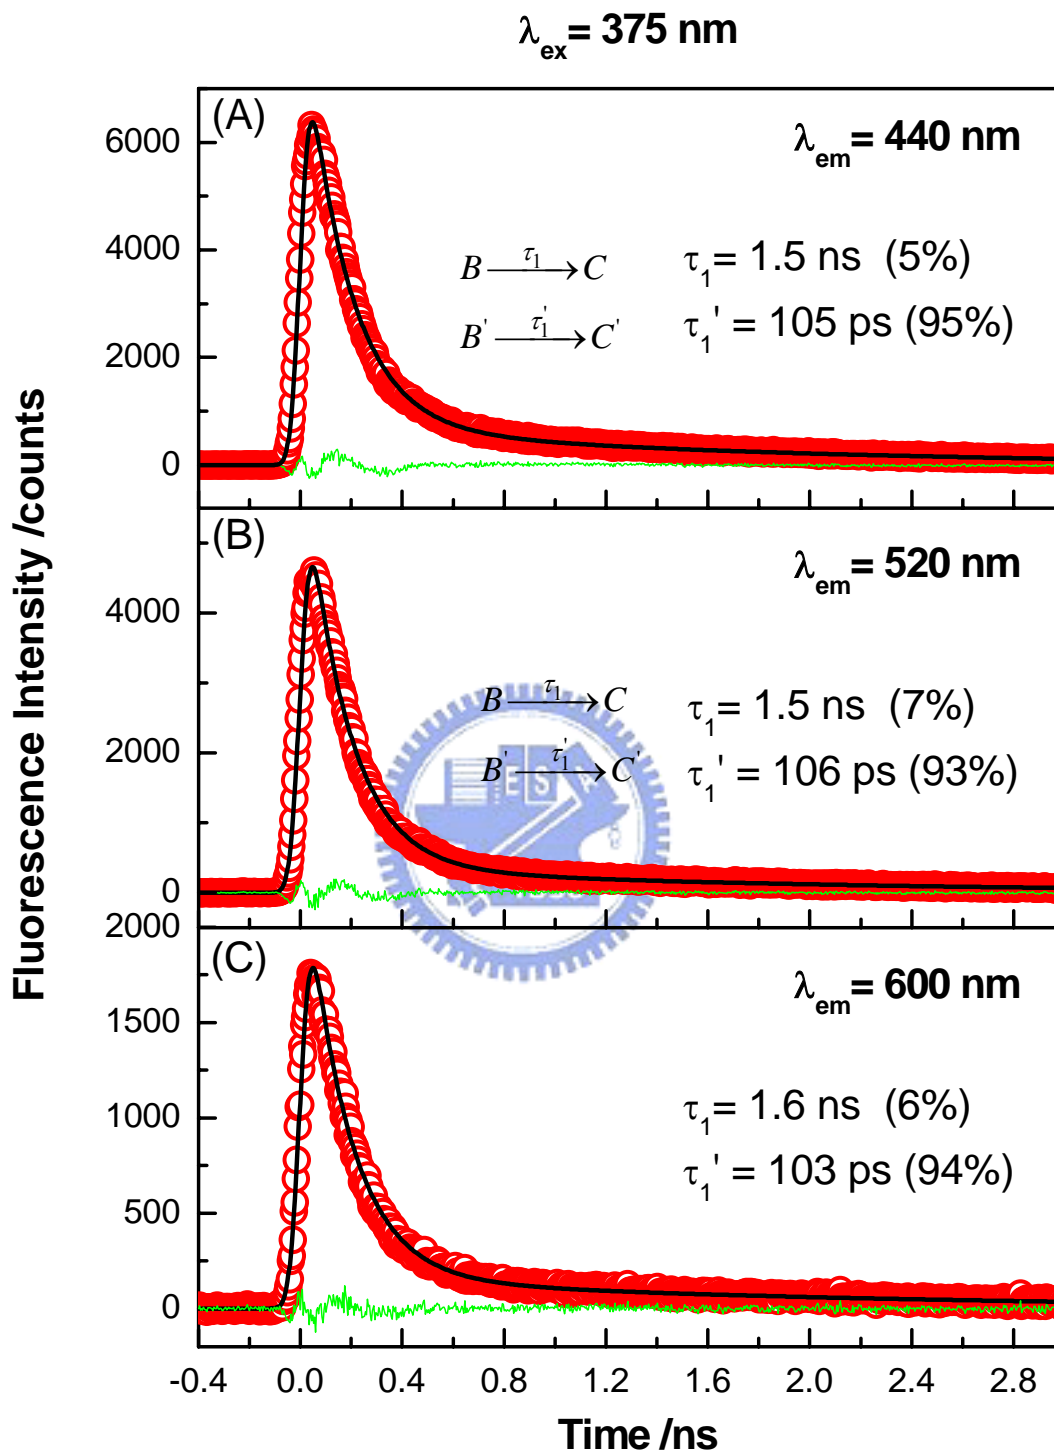 λex= 375 nm
Fluorescence Intensity /counts
(A)
λem= 440 nm
6000
4000
2000
0
B τ1 → C
B' τ1' → C'
τ1= 1.5 ns (5%)
τ1' = 105 ps (95%)
(B)
λem= 520 nm
4000
2000
0
B τ1 → C
B' τ1' → C'
τ1= 1.5 ns (7%)
τ1' = 106 ps (93%)
ES
(C)
λem= 600 nm
2000
1500
1000
500
0
τ1= 1.6 ns (6%)
τ1' = 103 ps (94%)
-0.4 0.0 0.4 0.8 1.2 1.6 2.0 2.4 2.8
Time /ns